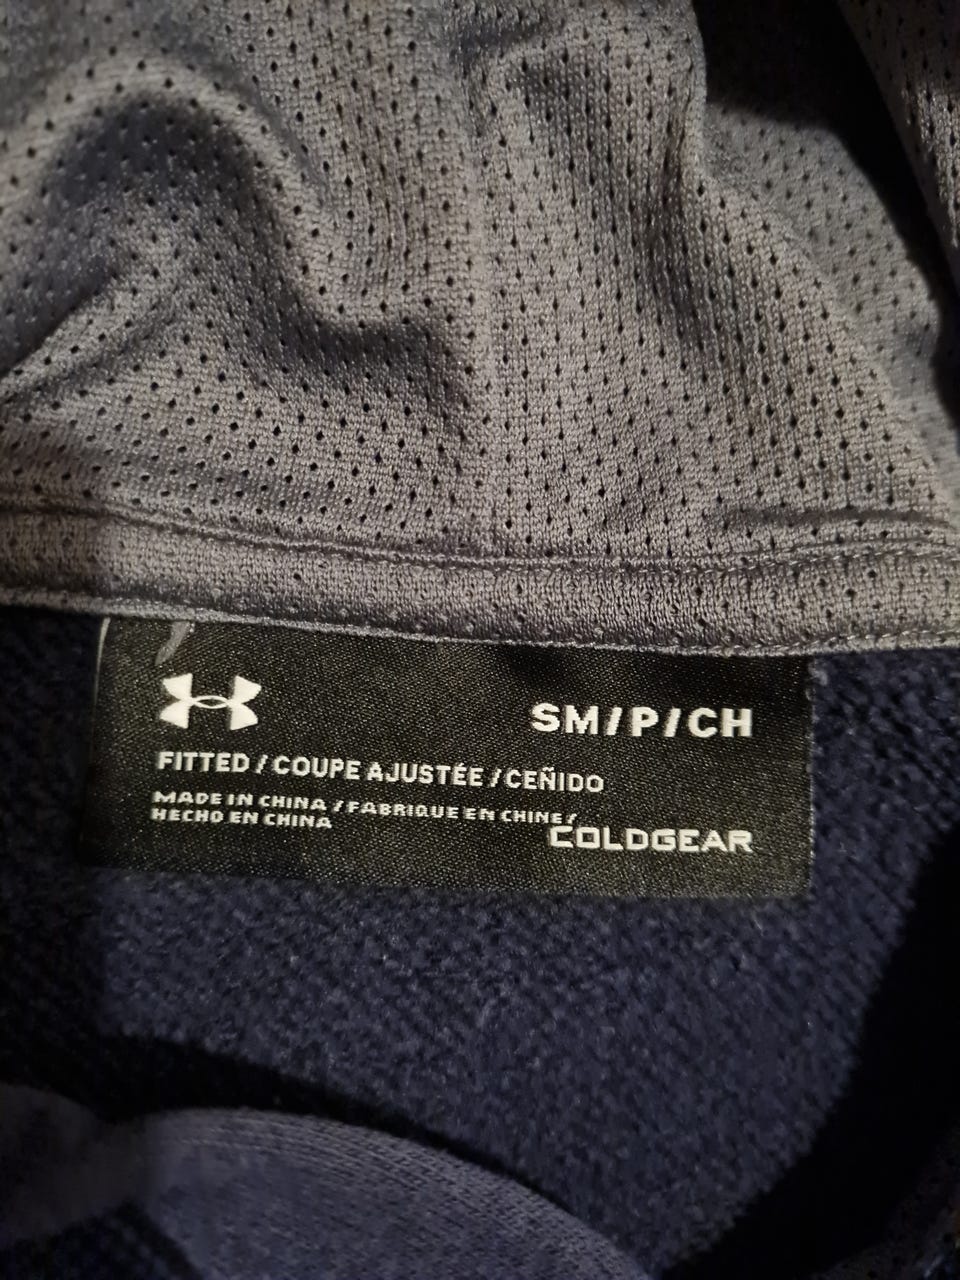 SM/P/CH
FITTED / COUPE AJUSTÉE / CEÑIDO
MADE IN CHINA / FABRIQUE EN CHINE /
HECHO EN CHINA
COLDGEAR